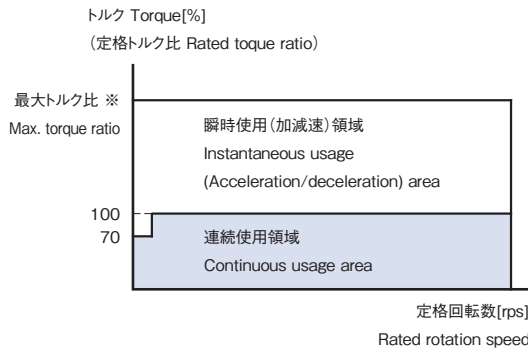 トルク Torque[%]
（定格トルク比 Rated toque ratio）
最大トルク比 ※
Max. torque ratio
瞬時使用（加減速）領域
Instantaneous usage
(Acceleration/deceleration) area
100
70
連続使用領域
Continuous usage area
定格回転数[rps]
Rated rotation speed